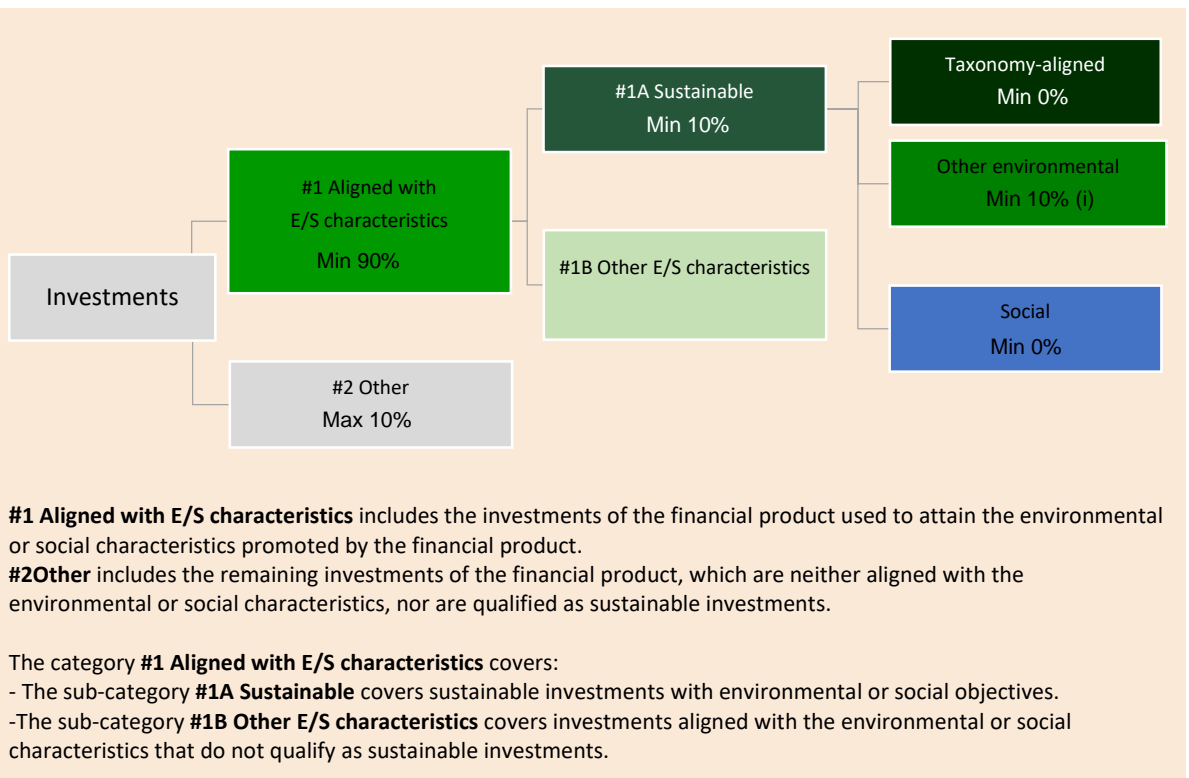 Investments
#1 Aligned with
E/S characteristics
Min 90%
#2 Other
Max 10%
#1A Sustainable
Min 10%
#1B Other E/S characteristics
Taxonomy-aligned
Min 0%
Other environmental
Min 10% (i)
Social
Min 0%
#1 Aligned with E/S characteristics includes the investments of the financial product used to attain the environmental
or social characteristics promoted by the financial product.
#2Other includes the remaining investments of the financial product, which are neither aligned with the
environmental or social characteristics, nor are qualified as sustainable investments.
The category #1 Aligned with E/S characteristics covers:
- The sub-category #1A Sustainable covers sustainable investments with environmental or social objectives.
-The sub-category #1B Other E/S characteristics covers investments aligned with the environmental or social
characteristics that do not qualify as sustainable investments.